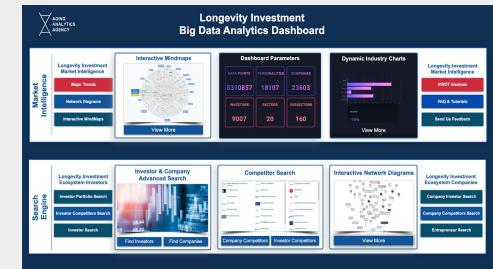 AGING
ANALYTICS
AGENCY
Longevity Investment
Big Data Analytics Dashboard
Market
Intelligence
Longevity Investment
Market Intelligence
Major Trends
Network Diagrams
Interactive MindMaps
Interactive Mindmaps
View More
Dashboard Parameters
DATA POINTS
PERSONALITIES
COMPANIES
5310857
18107
23603
INVESTORS
SECTORS
SUBSECTORS
9007
20
160
Dynamic Industry Charts
View More
Longevity Investment
Market Intelligence
SWOT Analysis
FAQ & Tutorials
Send Us Feedback
Search
Engine
Longevity Investment
Ecosystem Investors
Investor Portfolio Search
Investor Competitors Search
Investor Search
Investor & Company
Advanced Search
Find Investors
Find Companies
Competitor Search
Company Competitors
Investor Competitors
Interactive Network Diagrams
View More
Longevity Investment
Ecosystem Companies
Company Investor Search
Company Competitors Search
Entrepreneur Search